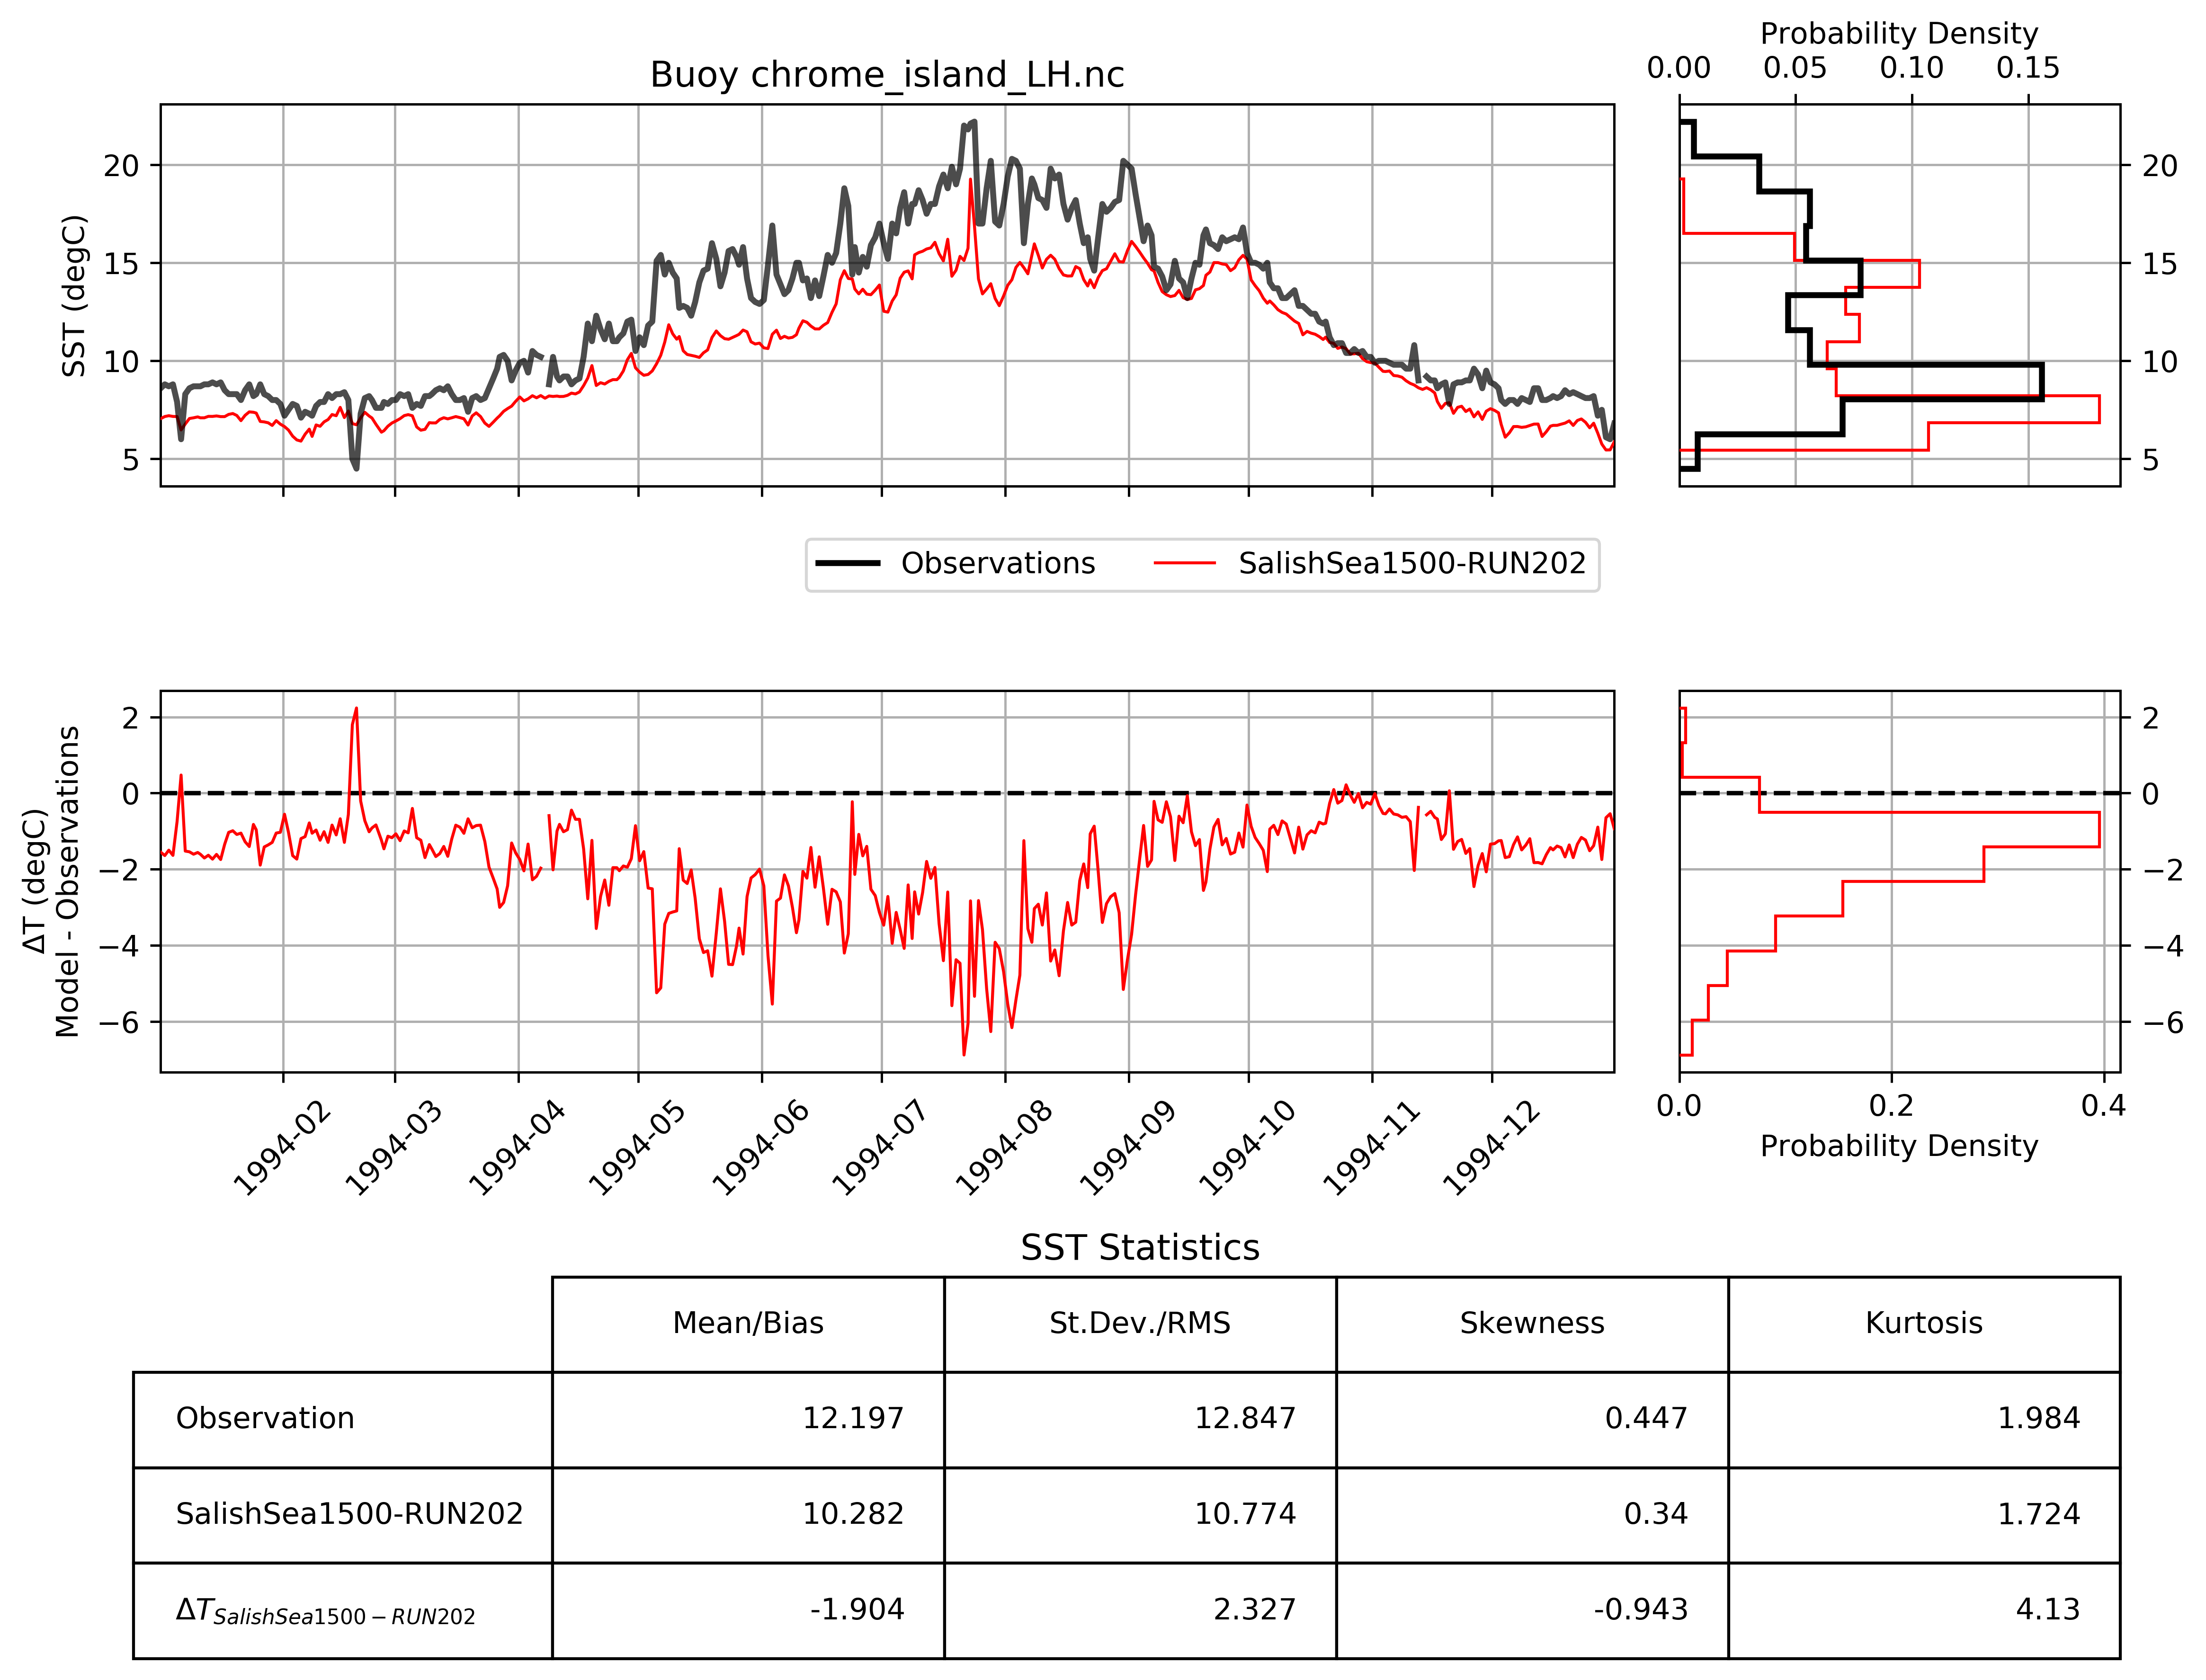 Probability Density
0.00 0.05 0.10 0.15
Buoy chrome_island_LH.nc
SST (degC)
20
15
10
5
20
15
10
5
Observations SalishSea1500-RUN202
ΔT (degC)
Model - Observations
2
0
−2
−4
−6
2
0
−2
−4
−6
1994-02 1994-03 1994-04 1994-05 1994-06 1994-07 1994-08 1994-09 1994-10 1994-11 1994-12
0.0 0.2 0.4
Probability Density
SST Statistics
Mean/Bias St.Dev./RMS Skewness Kurtosis
Observation 12.197 12.847 0.447 1.984
SalishSea1500-RUN202 10.282 10.774 0.34 1.724
ΔT SalishSea1500−RUN202 -1.904 2.327 -0.943 4.13